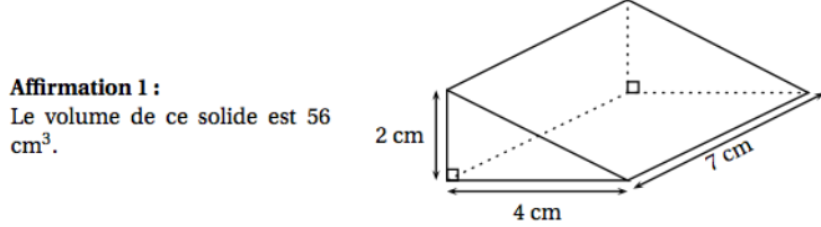 Affirmation 1 :
Le volume de ce solide est 56
cm³.
2 cm
7 cm
4 cm